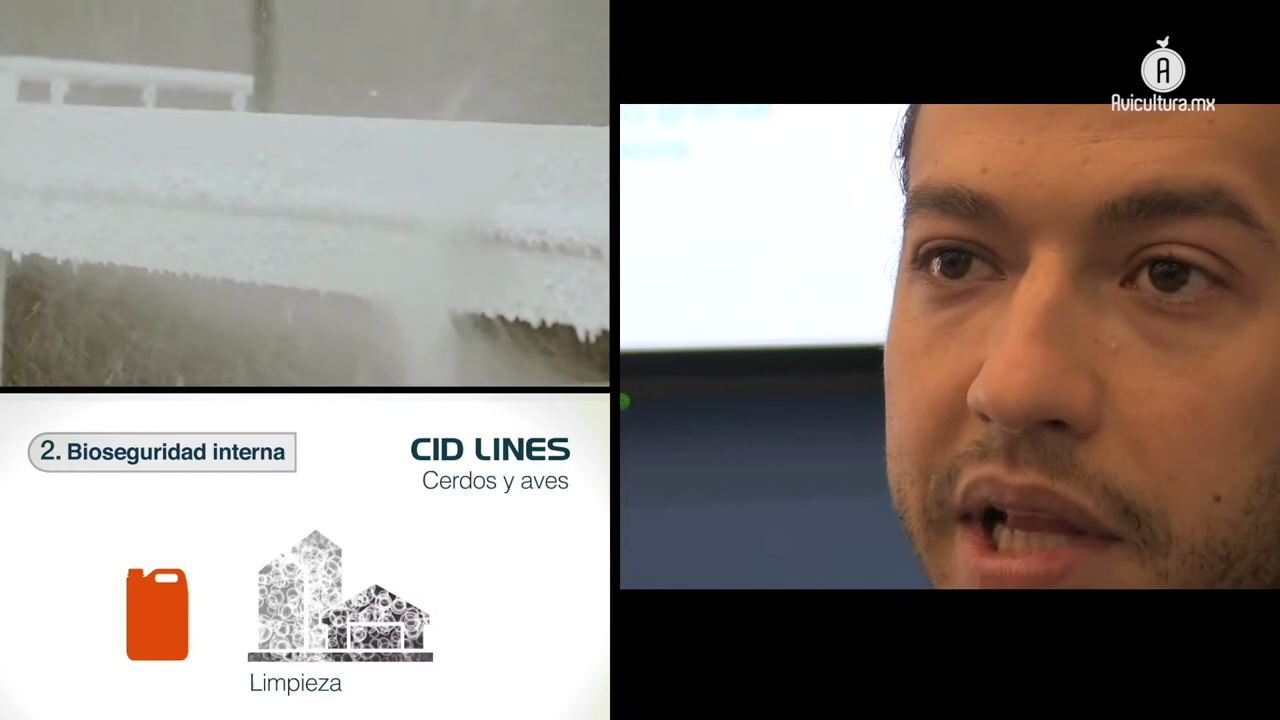 2. Bioseguridad interna
CID LINES
Cerdos y aves
Limpieza
A
Avicultura.mx